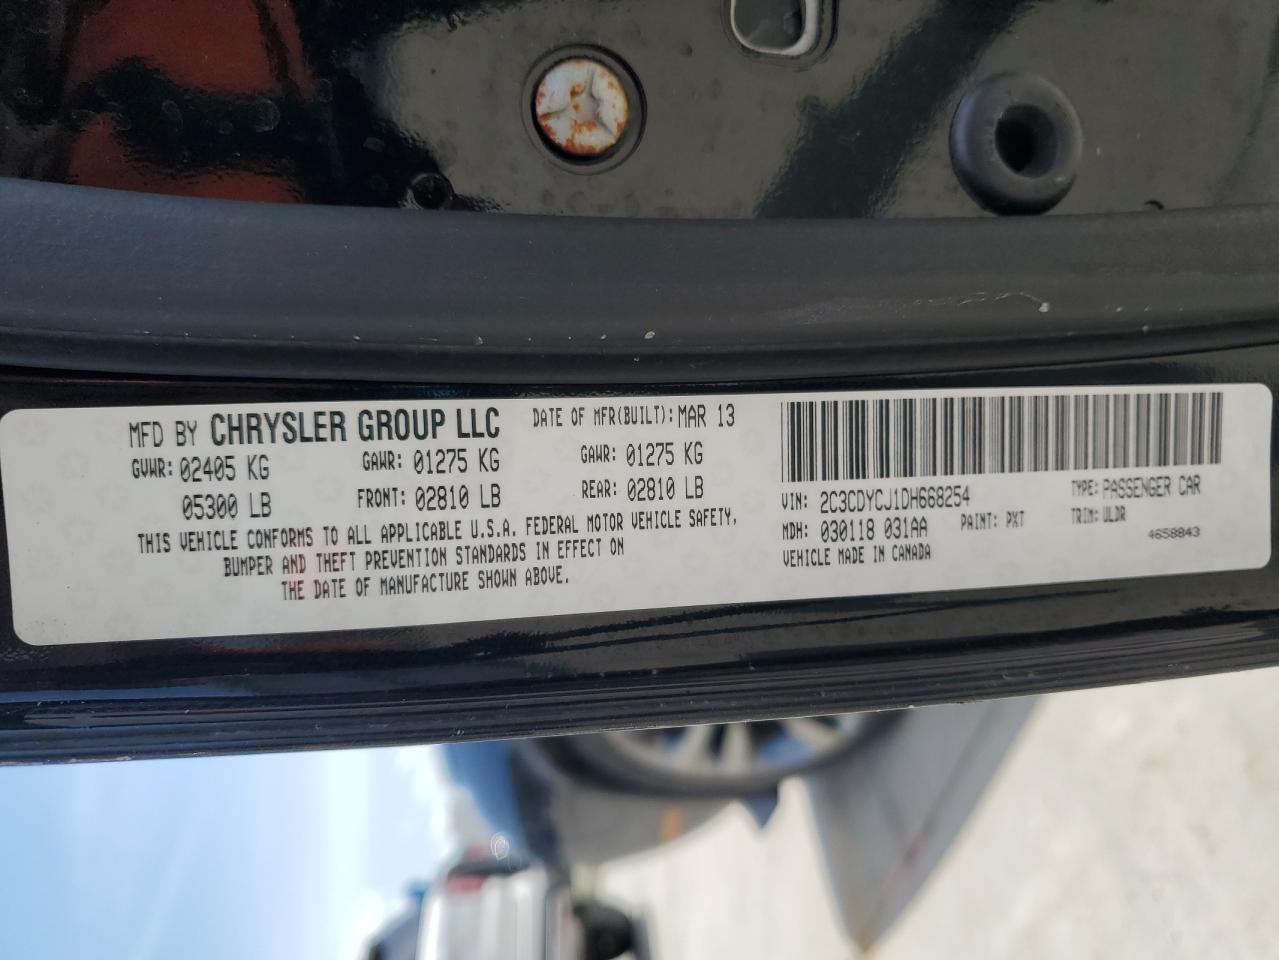 MFD BY CHRYSLER GROUP LLC DATE OF MFR(BUILT): MAR 13
GVWR: 02405 KG GAWR: 01275 KG GAWR: 01275 KG
05300 LB FRONT: 02810 LB REAR: 02810 LB
THIS VEHICLE CONFORMS TO ALL APPLICABLE U.S.A. FEDERAL MOTOR VEHICLE SAFETY,
BUMPER AND THEFT PREVENTION STANDARDS IN EFFECT ON
THE DATE OF MANUFACTURE SHOWN ABOVE.
VIN: 2C3CDYCJ1DH668254 TYPE: PASSENGER CAR
MDH: 030118 031AA PAINT: PXT TRIM: ULDR
VEHICLE MADE IN CANADA 4658843